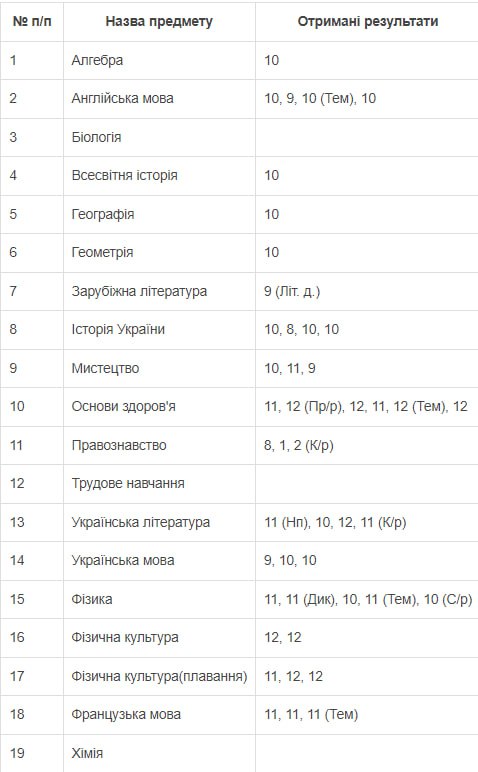 № п/п Назва предмету Отримані результати
1 Алгебра 10
2 Англійська мова 10, 9, 10 (Тем), 10
3 Біологія
4 Всесвітня історія 10
5 Географія 10
6 Геометрія 10
7 Зарубіжна література 9 (Літ. д.)
8 Історія України 10, 8, 10, 10
9 Мистецтво 10, 11, 9
10 Основи здоров'я 11, 12 (Пр/р), 12, 11, 12 (Тем), 12
11 Правознавство 8, 1, 2 (К/р)
12 Трудове навчання
13 Українська література 11 (Нп), 10, 12, 11 (К/р)
14 Українська мова 9, 10, 10
15 Фізика 11, 11 (Дик), 10, 11 (Тем), 10 (С/р)
16 Фізична культура 12, 12
17 Фізична культура(плавання) 11, 12, 12
18 Французька мова 11, 11, 11 (Тем)
19 Хімія